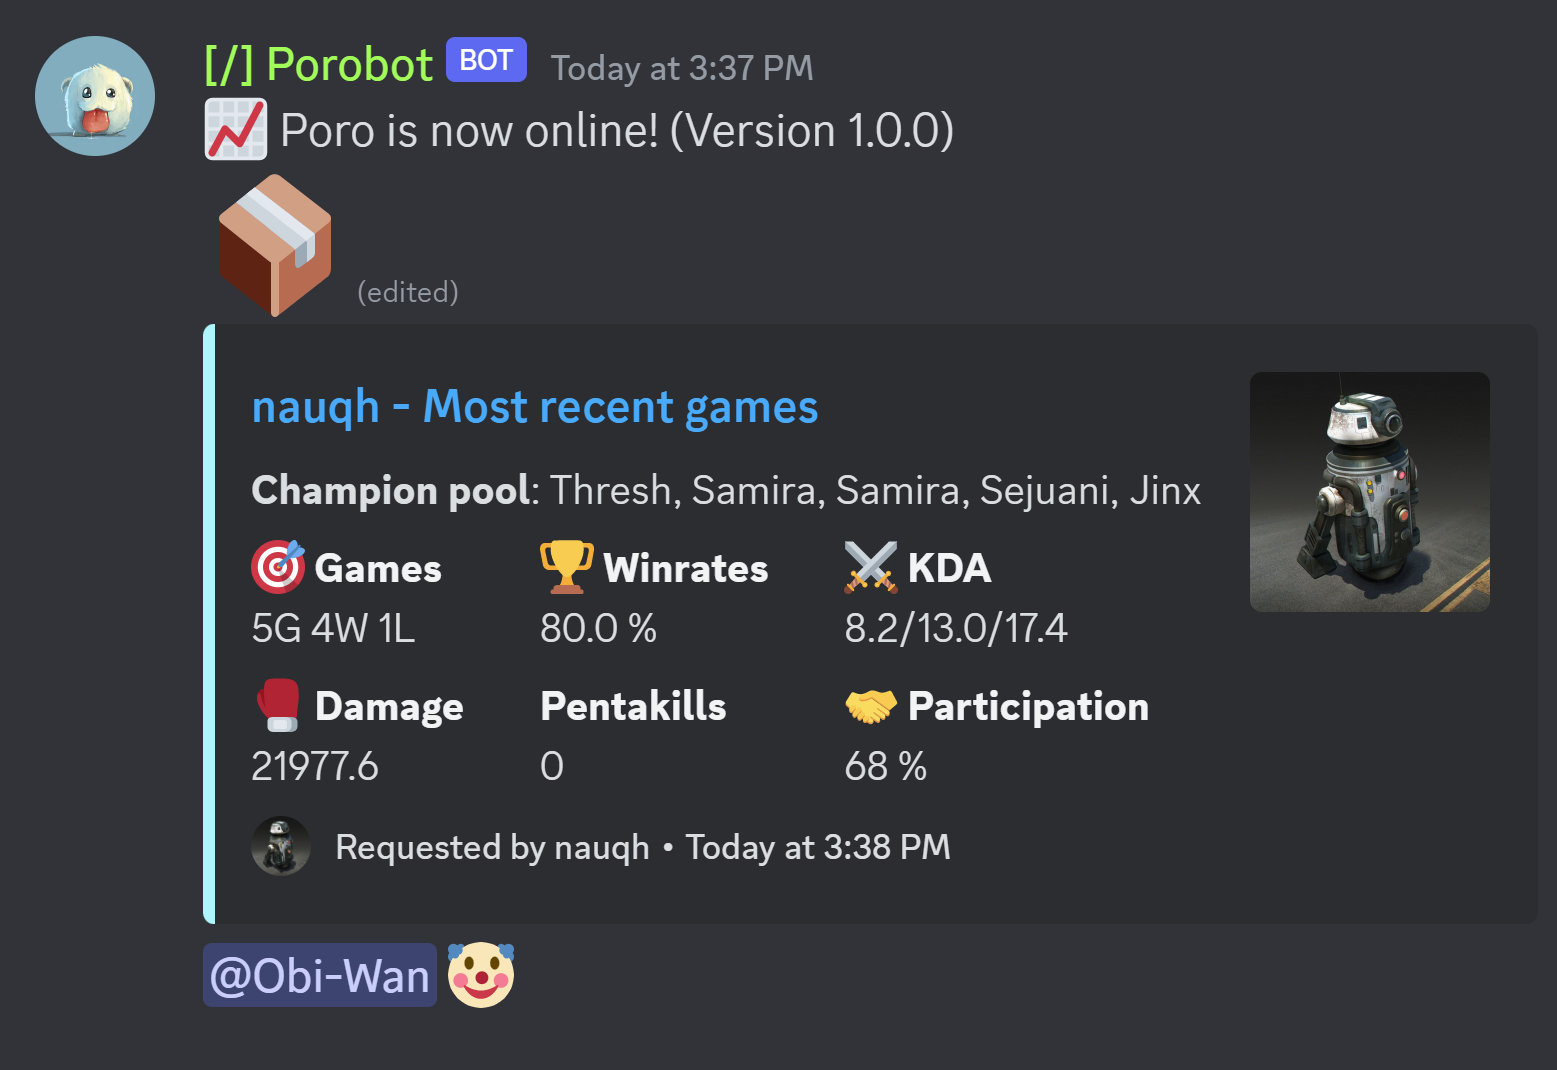 [/] Porobot BOT Today at 3:37 PM
Poro is now online! (Version 1.0.0)
(edited)
nauqh - Most recent games
Champion pool: Thresh, Samira, Samira, Sejuani, Jinx
Games Winrates KDA
5G 4W 1L 80.0 % 8.2/13.0/17.4
Damage Pentakills Participation
21977.6 0 68 %
Requested by nauqh • Today at 3:38 PM
@Obi-Wan